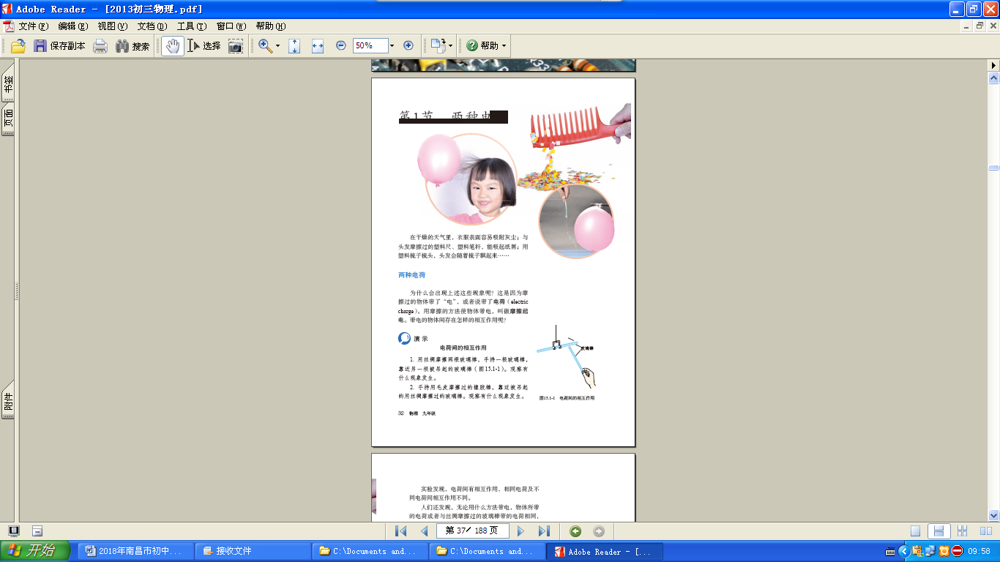 Adobe Reader - [2013初三物理.pdf]
文件(F) 编辑(E) 视图(V) 文档(D) 工具(T) 窗口(W) 帮助(H)
保存副本 搜索 选择 50% 帮助
书签
页面
附件
第1节 两种电
在干燥的天气里，衣服表面容易吸附灰尘；与
头发摩擦过的塑料尺、塑料笔杆，能吸起纸屑；用
塑料梳子梳头，头发会随着梳子飘起来……
两种电荷
为什么会出现上述这些现象呢？这是因为摩
擦过的物体带了“电”，或者说带了电荷（electric
charge）。用摩擦的方法使物体带电，叫做摩擦起
电。带电的物体间存在怎样的相互作用呢？
演示
电荷间的相互作用
1. 用丝绸摩擦两根玻璃棒。手持一根玻璃棒，
靠近另一根被吊起的玻璃棒（图15.1-1）。观察有
什么现象发生。
2. 手持用毛皮摩擦过的橡胶棒，靠近被吊起
的用丝绸摩擦过的玻璃棒。观察有什么现象发生。
玻璃棒
图15.1-1 电荷间的相互作用
32 物理 九年级
实验发现，电荷间有相互作用，相同电荷及不
同电荷间相互作用不同。
人们还发现，无论用什么方法带电，物体所带
的电荷或者与丝绸摩擦过的玻璃棒带的电荷相同，
第 37/ 188 页
开始
2018年南昌市初中...
接收文件
C:\Documents and...
C:\Documents and...
Adobe Reader - [...
09:58